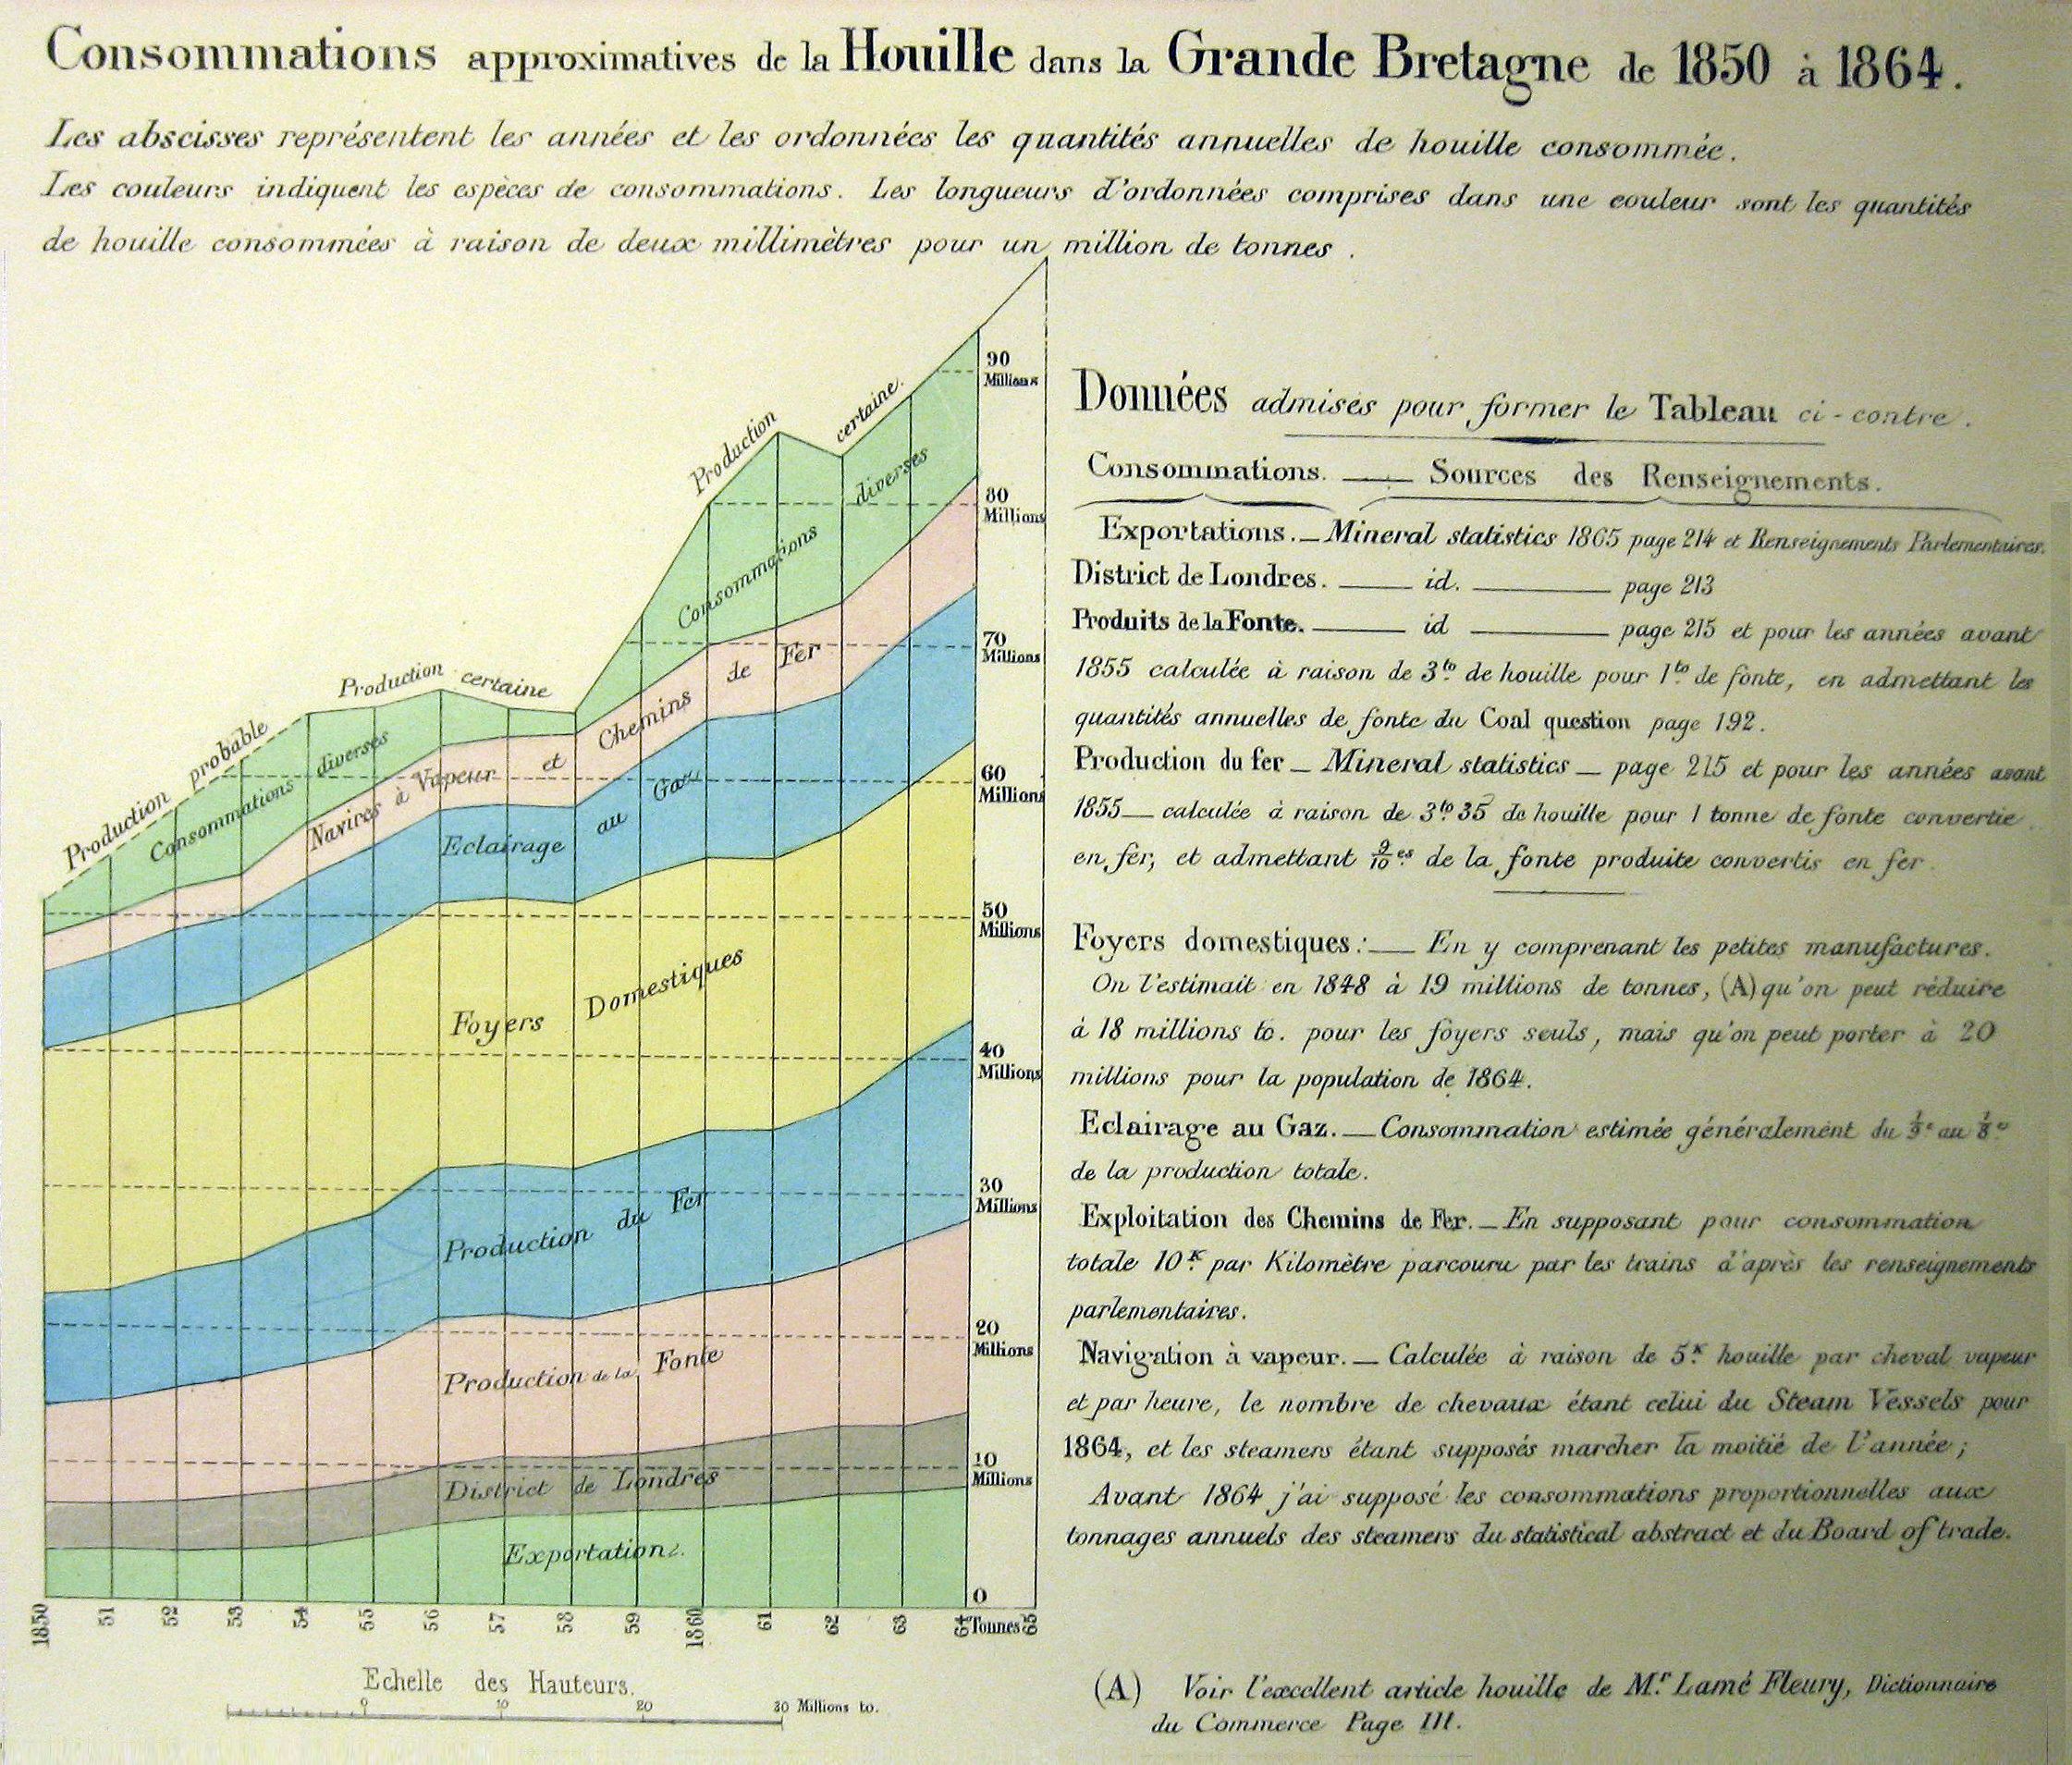 Consommations approximatives de la Houille dans la Grande Bretagne de 1850 à 1864.
Les abscisses représentent les années et les ordonnées les quantités annuelles de houille consommée.
Les couleurs indiquent les espèces de consommations. Les longueurs d'ordonnées comprises dans une couleur sont les quantités
de houille consommées à raison de deux millimètres pour un million de tonnes.
Production probable
Production certaine
Production certaine.
Consommations diverses
Consommations diverses
Navires à Vapeur et Chemins de Fer
Eclairage au Gaz
Foyers Domestiques
Production du Fer
Production de la Fonte
District de Londres
Exportations.
90
Millions
80
Millions
70
Millions
60
Millions
50
Millions
40
Millions
30
Millions
20
Millions
10
Millions
0
Tonnes
1850 51 52 53 54 55 56 57 58 59 1860 61 62 63 64 65
Echelle des Hauteurs.
0 10 20 30 Millions to.
Données admises pour former le Tableau ci-contre.
Consommations. — Sources des Renseignements.
Exportations. — Mineral statistics 1865 page 214 et Renseignements Parlementaires.
District de Londres. — id. — page 213
Produits de la Fonte. — id — page 215 et pour les années avant
1855 calculée à raison de 3to. de houille pour 1to. de fonte, en admettant les
quantités annuelles de fonte du Coal question page 192.
Production du fer — Mineral statistics — page 215 et pour les années avant
1855 — calculée à raison de 3to. 35 de houille pour 1 tonne de fonte convertie
en fer, et admettant 9/10es de la fonte produite convertis en fer.
Foyers domestiques: — En y comprenant les petites manufactures.
On l'estimait en 1848 à 19 millions de tonnes, (A) qu'on peut réduire
à 18 millions to. pour les foyers seuls, mais qu'on peut porter à 20
millions pour la population de 1864.
Eclairage au Gaz. — Consommation estimée généralement du 1/9e au 1/8e
de la production totale.
Exploitation des Chemins de Fer. — En supposant pour consommation
totale 10K. par Kilomètre parcouru par les trains d'après les renseignements
parlementaires.
Navigation à vapeur. — Calculée à raison de 5K. houille par cheval vapeur
et par heure, le nombre de chevaux étant celui du Steam Vessels pour
1864, et les steamers étant supposés marcher la moitié de l'année;
Avant 1864 j'ai supposé les consommations proportionnelles aux
tonnages annuels des steamers du statistical abstract et du Board of trade.
(A) Voir l'excellent article houille de Mr. Lamé Fleury, Dictionnaire
du Commerce Page 111.